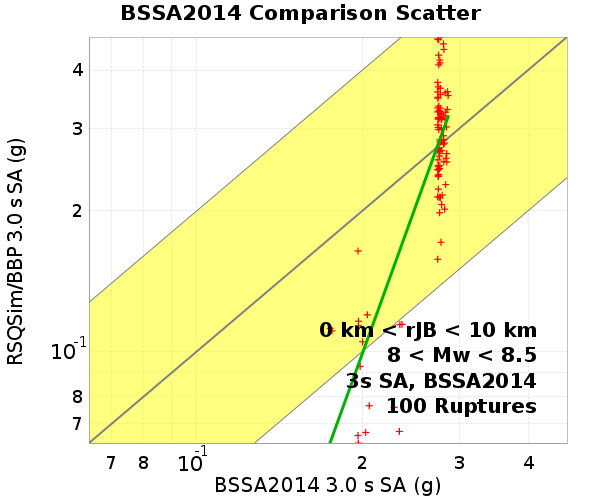 BSSA2014 Comparison Scatter
RSQSim/BBP 3.0 s SA (g)
4
3
2
10-1
8
7
0 km < rJB < 10 km
8 < Mw < 8.5
3s SA, BSSA2014
100 Ruptures
7 8 10-1 2 3 4
BSSA2014 3.0 s SA (g)